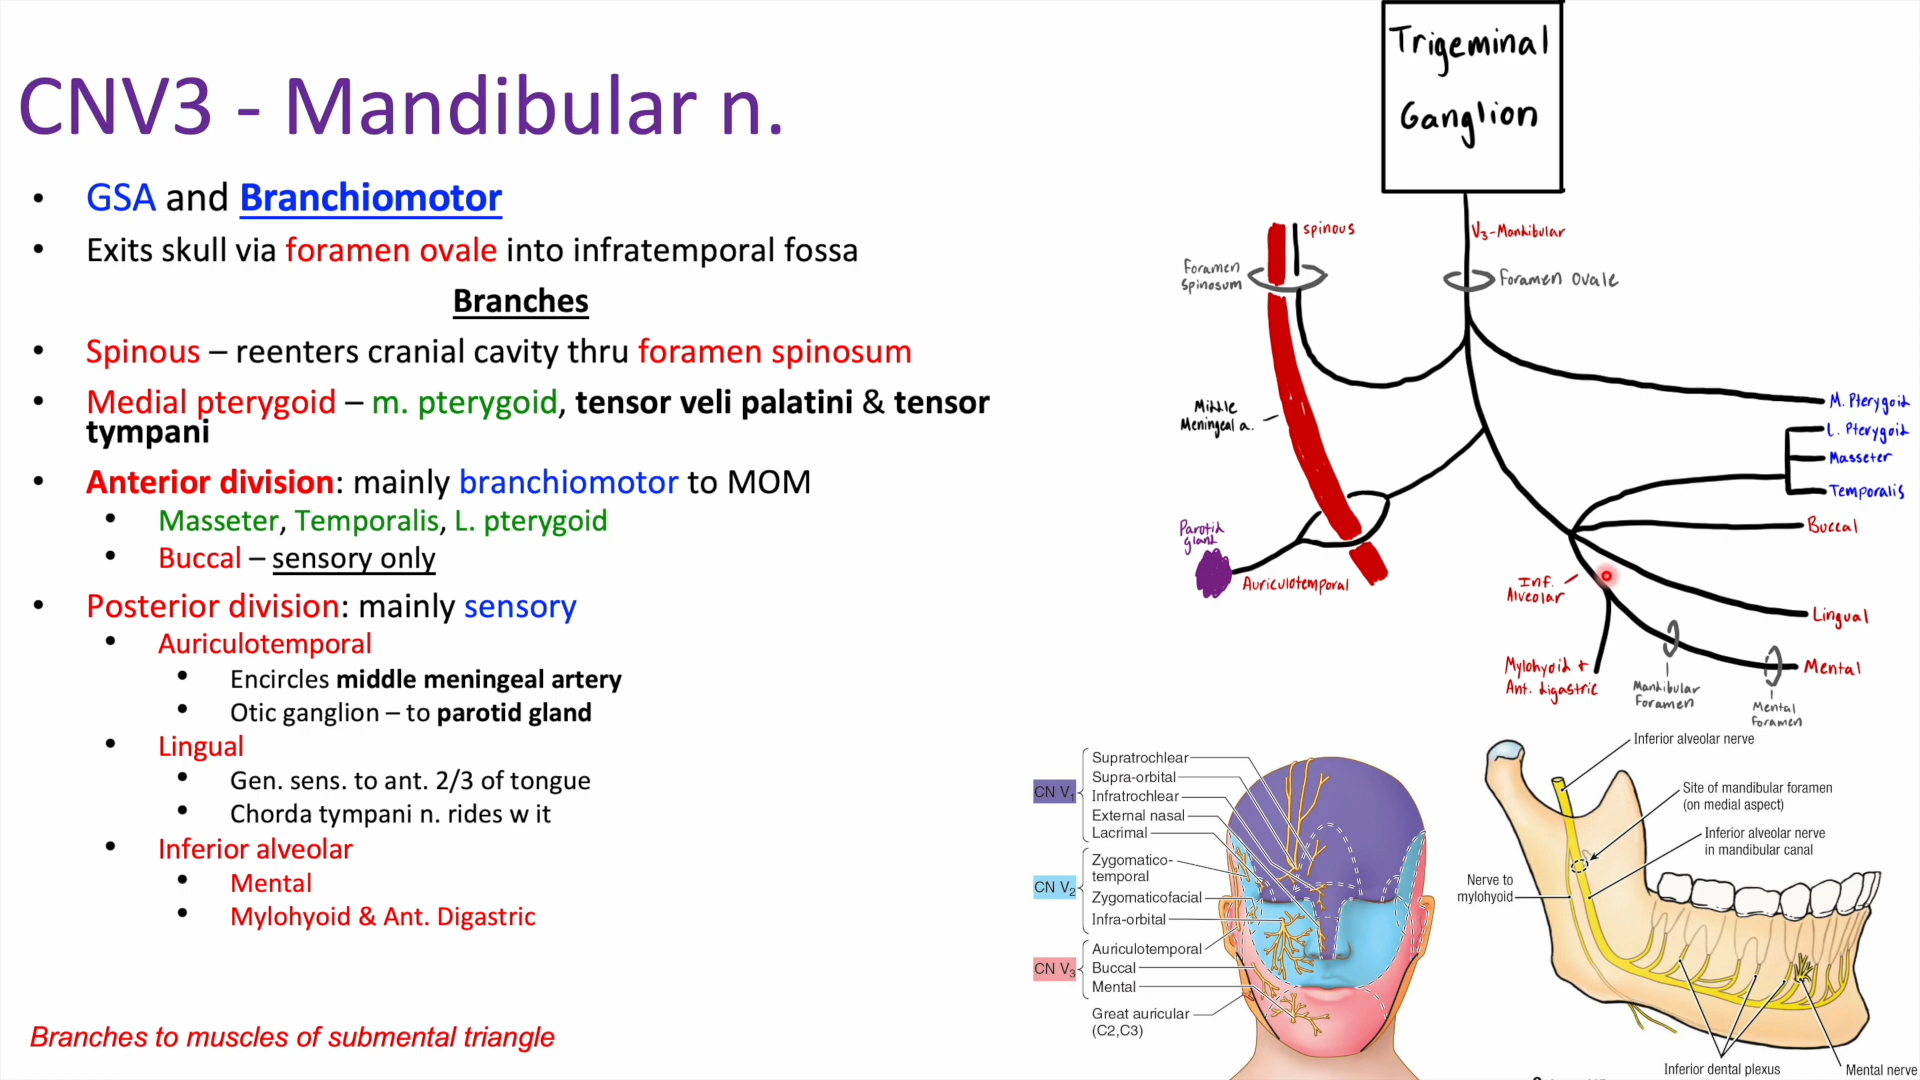 CNV3 - Mandibular n.
• GSA and Branchiomotor
• Exits skull via foramen ovale into infratemporal fossa
Branches
• Spinous – reenters cranial cavity thru foramen spinosum
• Medial pterygoid – m. pterygoid, tensor veli palatini & tensor
tympani
• Anterior division: mainly branchiomotor to MOM
• Masseter, Temporalis, L. pterygoid
• Buccal – sensory only
• Posterior division: mainly sensory
• Auriculotemporal
• Encircles middle meningeal artery
• Otic ganglion – to parotid gland
• Lingual
• Gen. sens. to ant. 2/3 of tongue
• Chorda tympani n. rides w it
• Inferior alveolar
• Mental
• Mylohyoid & Ant. Digastric
Branches to muscles of submental triangle
Trigeminal
Ganglion
spinous
V3-Mandibular
Foramen
Spinosum
Foramen Ovale
Middle
Meningeal a.
M. Pterygoid
L. Pterygoid
Masseter
Temporalis
Buccal
Parotid
gland
Auriculotemporal
Inf.
Alveolar
Lingual
Mylohyoid +
Ant. digastric
Mandibular
Foramen
Mental
Mental
Foramen
CN V1
Supratrochlear
Supra-orbital
Infratrochlear
External nasal
Lacrimal
CN V2
Zygomatico-
temporal
Zygomaticofacial
Infra-orbital
CN V3
Auriculotemporal
Buccal
Mental
Great auricular
(C2,C3)
Inferior alveolar nerve
Site of mandibular foramen
(on medial aspect)
Inferior alveolar nerve
in mandibular canal
Nerve to
mylohyoid
Inferior dental plexus
Mental nerve